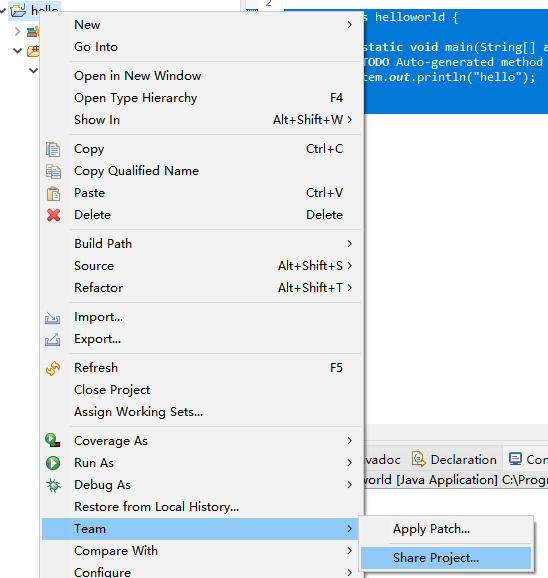 hello
2
s helloworld {
New
Go Into
static void main(String[] a
TODO Auto-generated method
tem.out.println("hello");
Open in New Window
Open Type Hierarchy F4
Show In Alt+Shift+W >
Copy Ctrl+C
Copy Qualified Name
Paste Ctrl+V
Delete Delete
Build Path
Source Alt+Shift+S >
Refactor Alt+Shift+T >
Import...
Export...
Refresh F5
Close Project
Assign Working Sets...
Coverage As
Run As
Debug As
Restore from Local History...
Team
Compare With
Configure
vadoc Declaration Con
world [Java Application] C:\Progr
Apply Patch...
Share Project...